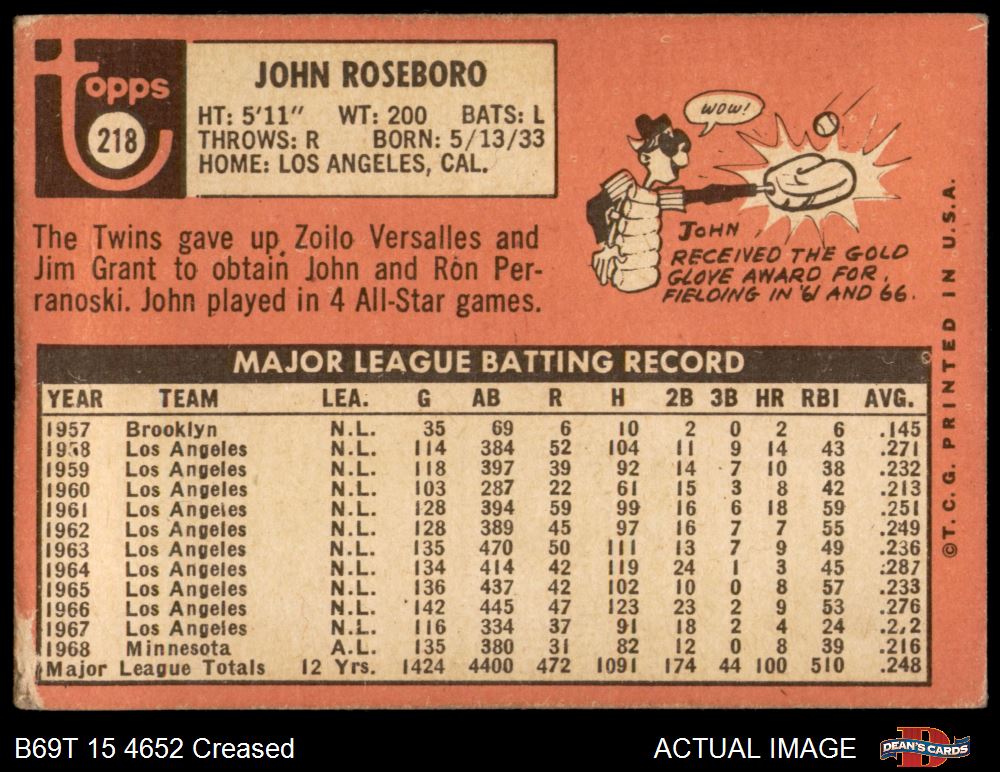 Topps
218
JOHN ROSEBORO
HT: 5'11" WT: 200 BATS: L
THROWS: R BORN: 5/13/33
HOME: LOS ANGELES, CAL.
WOW!
The Twins gave up Zoilo Versalles and
Jim Grant to obtain John and Ron Per-
ranoski. John played in 4 All-Star games.
JOHN
RECEIVED THE GOLD
GLOVE AWARD FOR
FIELDING IN '61 AND 66.
MAJOR LEAGUE BATTING RECORD
YEAR TEAM LEA. G AB R H 2B 3B HR RBI AVG.
1957 Brooklyn N.L. 35 69 6 10 2 0 2 6 .145
1958 Los Angeles N.L. 114 384 52 104 11 9 14 43 .271
1959 Los Angeles N.L. 118 397 39 92 14 7 10 38 .232
1960 Los Angeles N.L. 103 287 22 61 15 3 8 42 .213
1961 Los Angeles N.L. 128 394 59 99 16 6 18 59 .251
1962 Los Angeles N.L. 128 389 45 97 16 7 7 55 .249
1963 Los Angeles N.L. 135 470 50 111 13 7 9 49 .236
1964 Los Angeles N.L. 134 414 42 119 24 1 3 45 .287
1965 Los Angeles N.L. 136 437 42 102 10 0 8 57 .233
1966 Los Angeles N.L. 142 445 47 123 23 2 9 53 .276
1967 Los Angeles N.L. 116 334 37 91 18 2 4 24
1968 Minnesota A.L. 135 380 31 82 12 0 8 39 .216
Major League Totals 12 Yrs. 1424 4400 472 1091 174 44 100 510 .248
©T.C.G. PRINTED IN U.S.A.
B69T 15 4652 Creased
ACTUAL IMAGE
DEAN'S CARDS